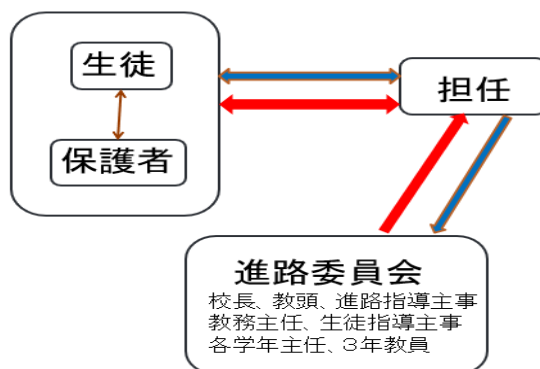 生徒
保護者
担任
進路委員会
校長、教頭、進路指導主事
教務主任、生徒指導主事
各学年主任、3年教員